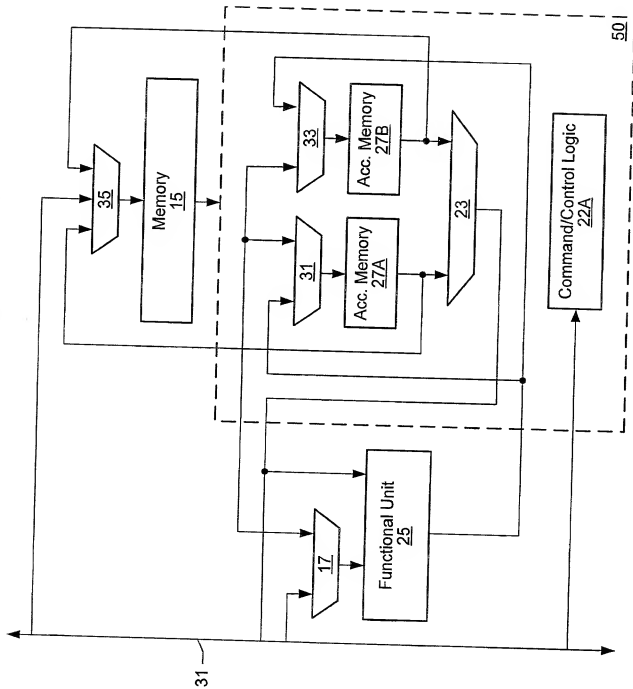 35
Memory
15
50
33
Acc. Memory
27B
31
Acc. Memory
27A
23
Command/Control Logic
22A
17
Functional Unit
25
31